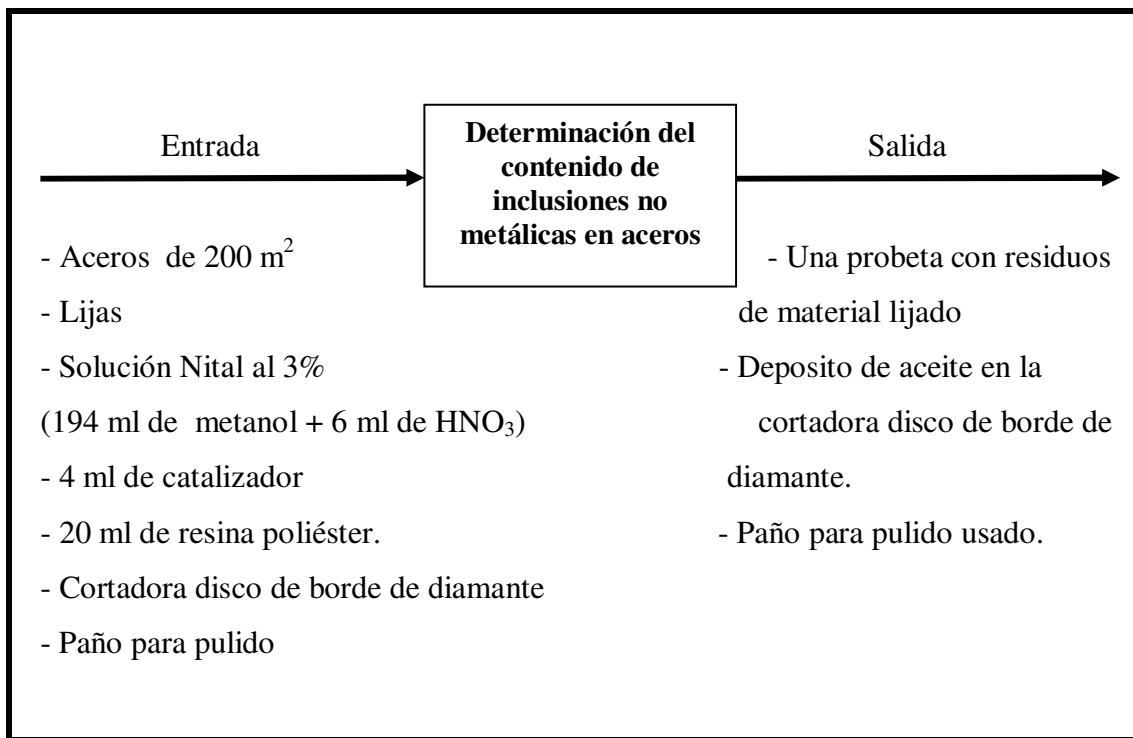 Entrada
Determinación del
contenido de
inclusiones no
metálicas en aceros
Salida
- Aceros de 200 m²
- Lijas
- Solución Nital al 3%
(194 ml de metanol + 6 ml de HNO₃)
- 4 ml de catalizador
- 20 ml de resina poliéster.
- Cortadora disco de borde de diamante
- Paño para pulido
- Una probeta con residuos
de material lijado
- Deposito de aceite en la
cortadora disco de borde de
diamante.
- Paño para pulido usado.